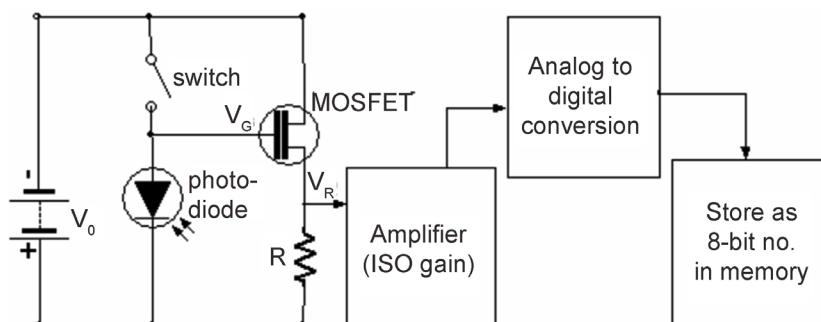 switch
MOSFET
V_G
photo-
diode
-
V_0
+
V_R
R
Amplifier
(ISO gain)
Analog to
digital
conversion
Store as
8-bit no.
in memory